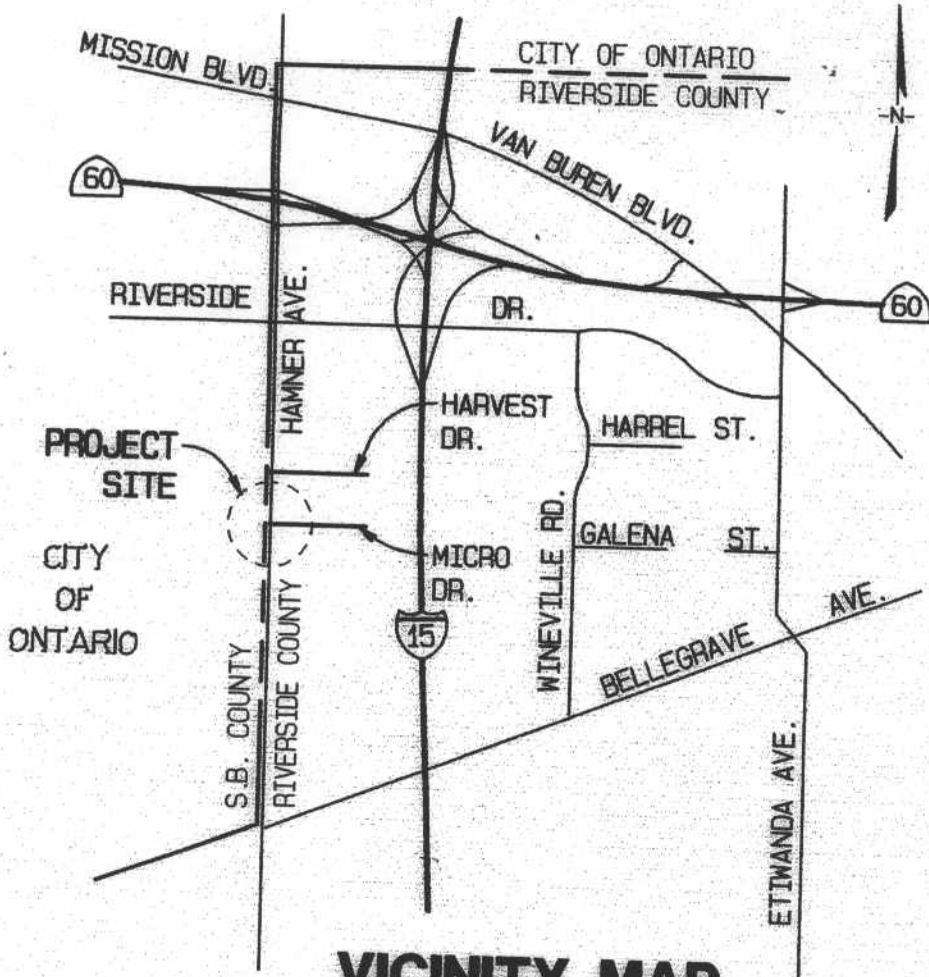 MISSION BLVD.
CITY OF ONTARIO
RIVERSIDE COUNTY
-N-
VAN BUREN BLVD.
60
HAMNER AVE.
RIVERSIDE
DR.
60
HARVEST
DR.
HARREL ST.
PROJECT
SITE
WINEVILLE RD.
GALENA ST.
CITY
OF
ONTARIO
MICRO
DR.
15
BELLEGRAVE AVE.
S.B. COUNTY
RIVERSIDE COUNTY
ETIWANDA AVE.
VICINITY MAP